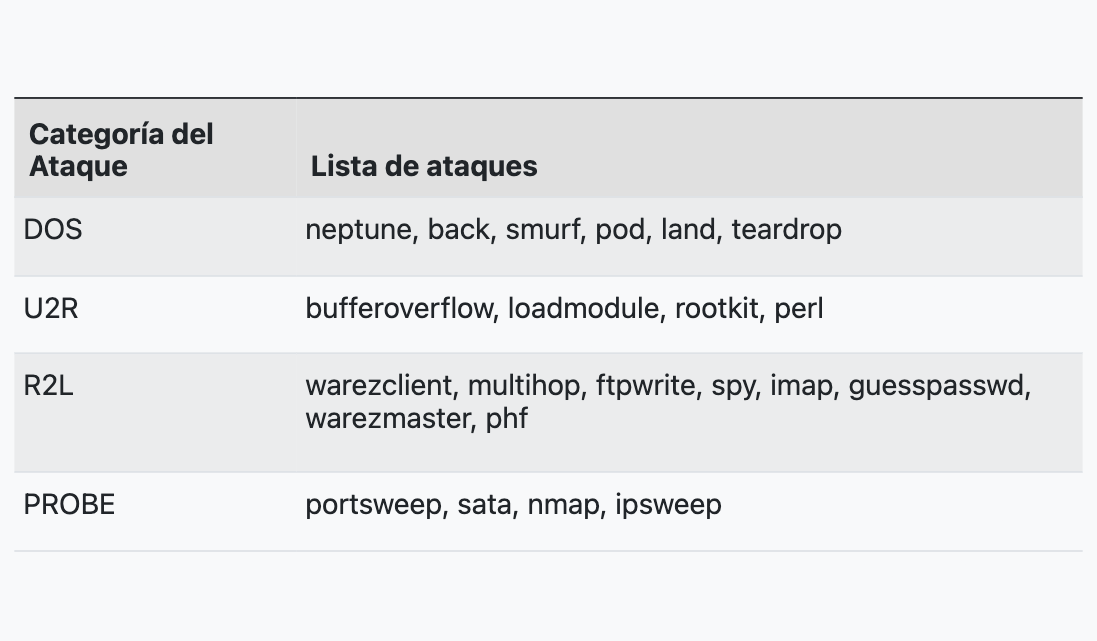 Categoría del
Ataque
Lista de ataques
DOS
neptune, back, smurf, pod, land, teardrop
U2R
bufferoverflow, loadmodule, rootkit, perl
R2L
warezclient, multihop, ftpwrite, spy, imap, guesspasswd,
warezmaster, phf
PROBE
portsweep, sata, nmap, ipsweep